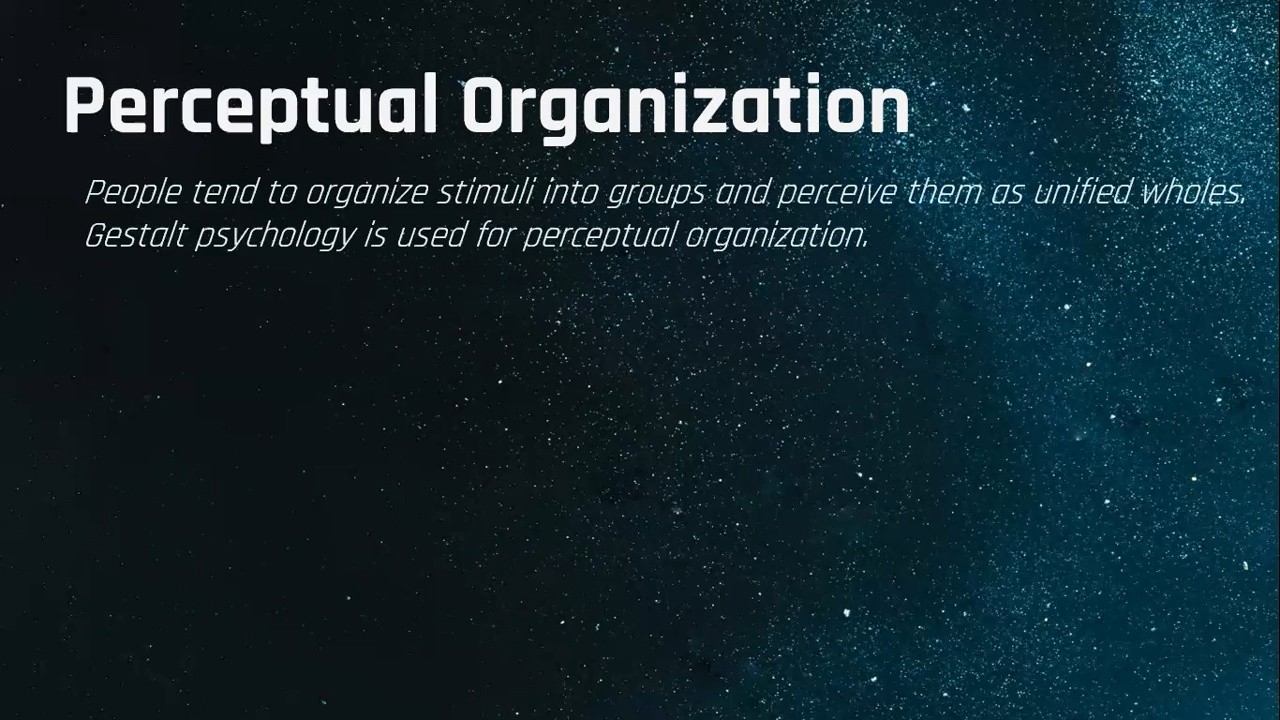 Perceptual Organization
People tend to organize stimuli into groups and perceive them as unified wholes.
Gestalt psychology is used for perceptual organization.